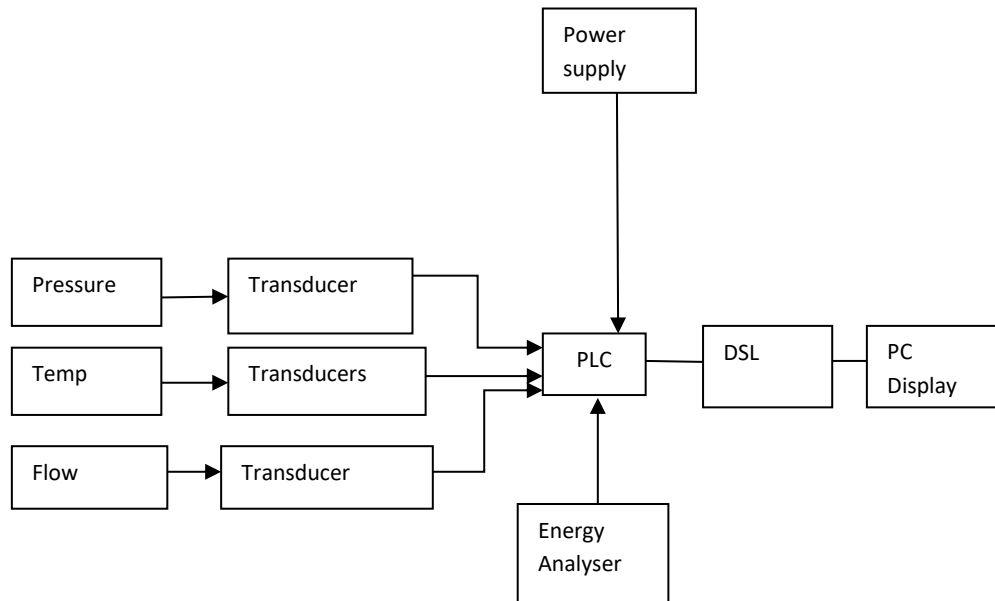 Power
supply
Pressure
Transducer
Temp
Transducers
PLC
DSL
PC
Display
Flow
Transducer
Energy
Analyser